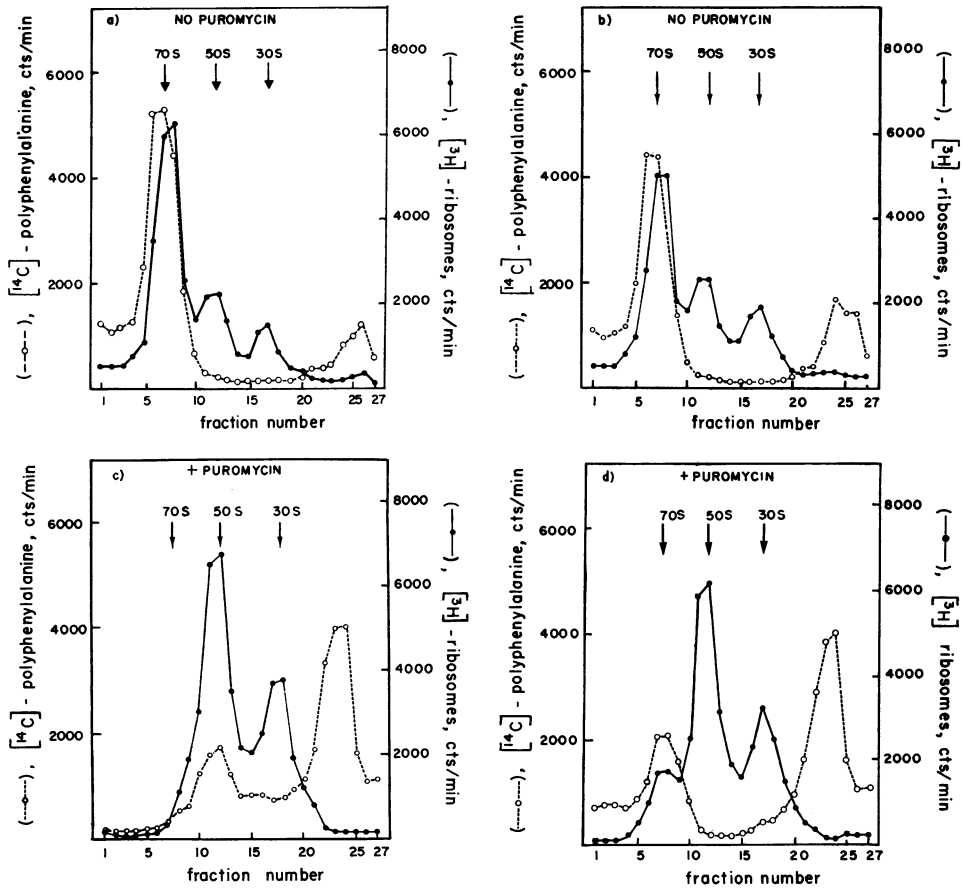 a) NO PUROMYCIN
70S 50S 30S
6000
4000
2000
8000
6000
4000
2000
1 5 10 15 20 25 27
fraction number
(--o--), [14C] - polyphenylalanine, cts/min
(—●—), [3H] - ribosomes, cts/min
b) NO PUROMYCIN
70S 50S 30S
6000
4000
2000
8000
6000
4000
2000
1 5 10 15 20 25 27
fraction number
(--o--), [14C] - polyphenylalanine, cts/min
(—●—), [3H] - ribosomes, cts/min
c) + PUROMYCIN
70S 50S 30S
6000
4000
2000
8000
6000
4000
2000
1 5 10 15 20 25 27
fraction number
(--o--), [14C] - polyphenylalanine, cts/min
(—●—), [3H] - ribosomes, cts/min
d) + PUROMYCIN
70S 50S 30S
6000
4000
2000
8000
6000
4000
2000
1 5 10 15 20 25 27
fraction number
(--o--), [14C] - polyphenylalanine, cts/min
(—●—), [3H] ribosomes, cts/min